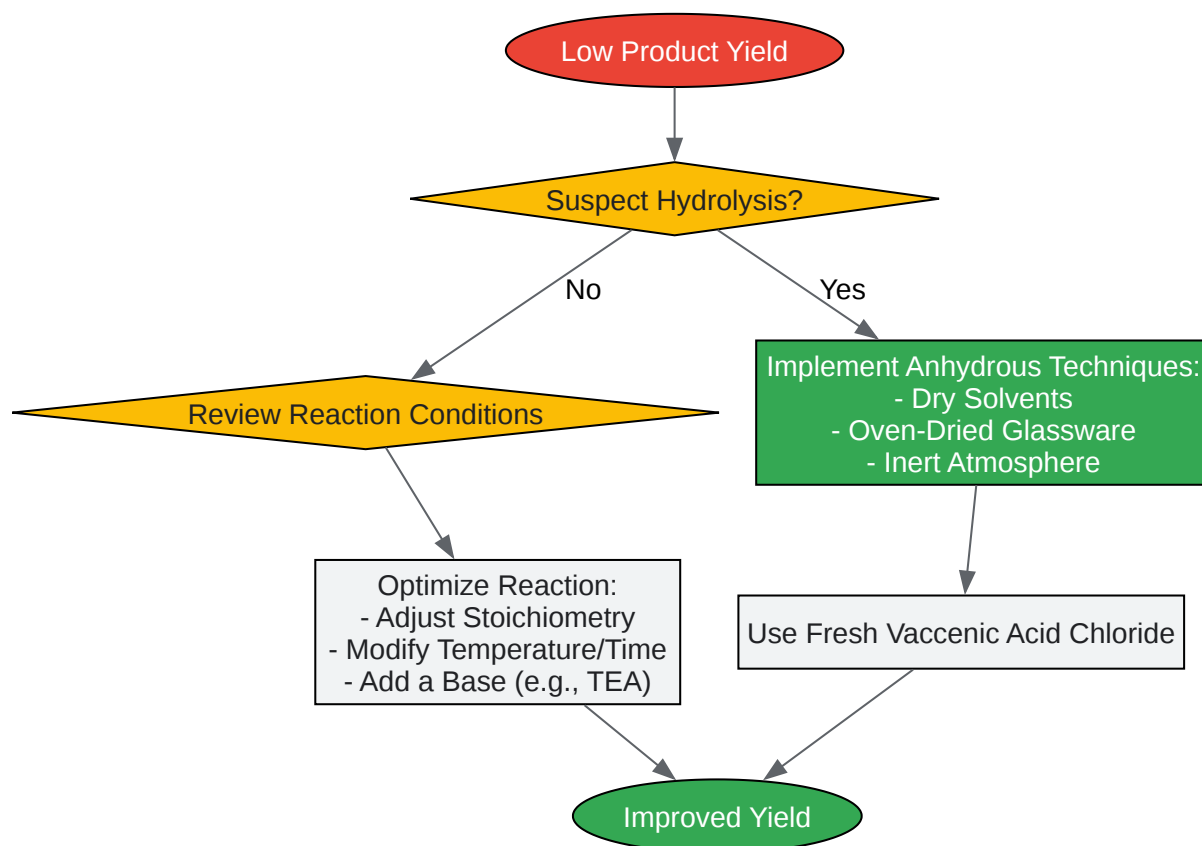 Low Product Yield
Suspect Hydrolysis?
No
Yes
Implement Anhydrous Techniques:
- Dry Solvents
- Oven-Dried Glassware
- Inert Atmosphere
Review Reaction Conditions
Optimize Reaction:
- Adjust Stoichiometry
- Modify Temperature/Time
- Add a Base (e.g., TEA)
Use Fresh Vaccenic Acid Chloride
Improved Yield